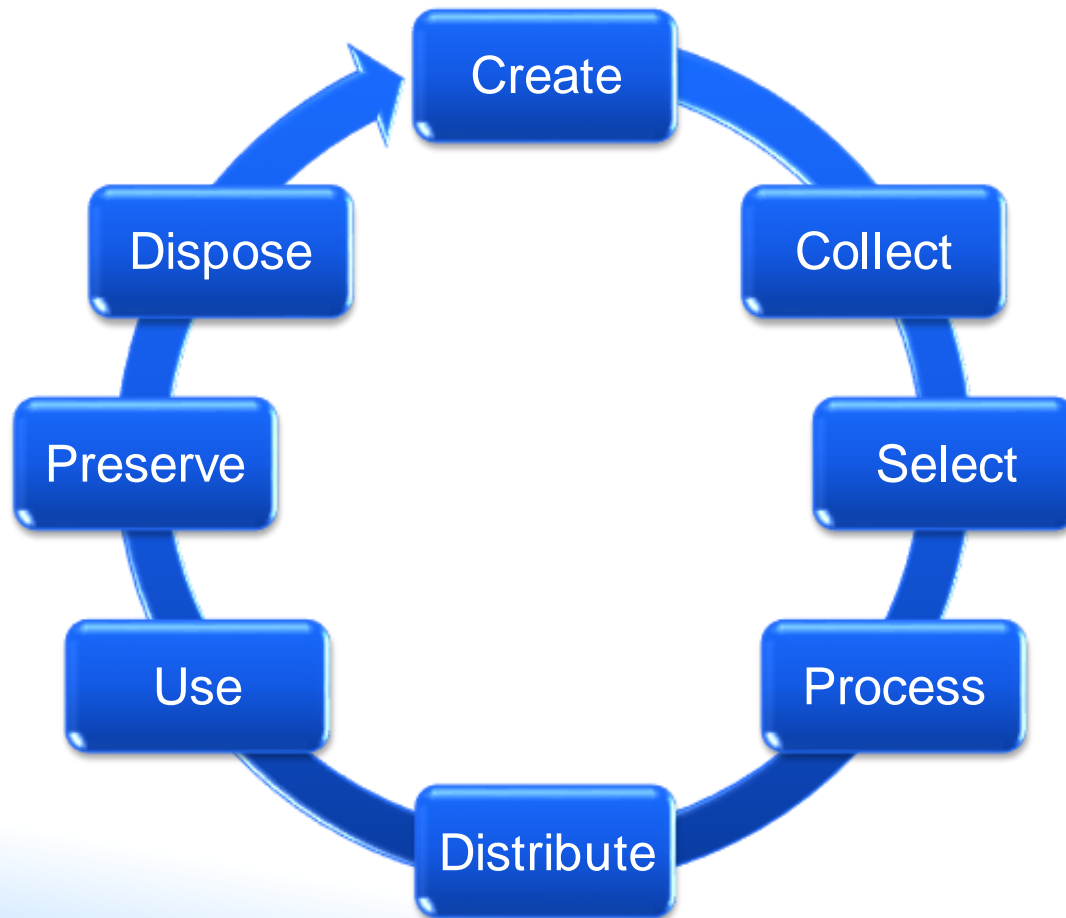 Create
Collect
Select
Process
Distribute
Use
Preserve
Dispose